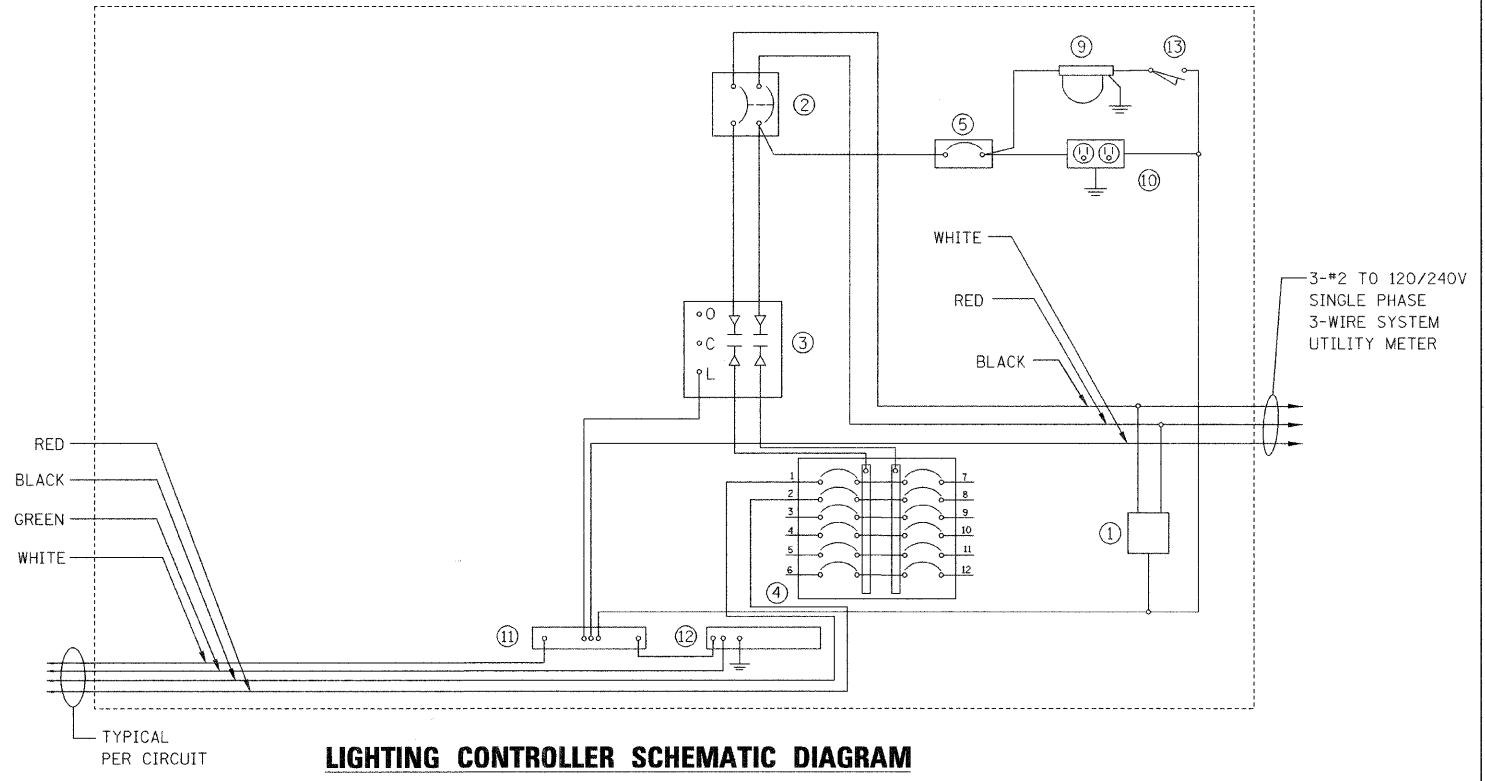 9
13
2
5
10
WHITE
RED
BLACK
3-#2 TO 120/240V
SINGLE PHASE
3-WIRE SYSTEM
UTILITY METER
O
C
L
3
RED
BLACK
GREEN
WHITE
1 7
2 8
3 9
4 10
5 11
6 12
4
1
11
12
TYPICAL
PER CIRCUIT
LIGHTING CONTROLLER SCHEMATIC DIAGRAM